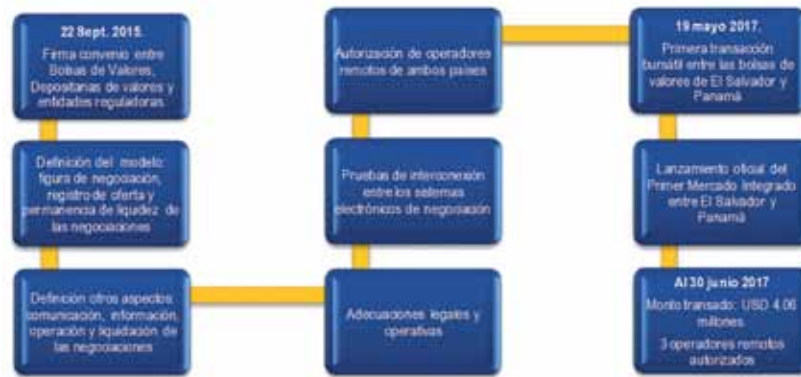 22 Sept. 2015.
Firma convenio entre
Bolsas de Valores,
Depositarias de valores y
entidades reguladoras.
Definición del modelo:
figura de negociación,
registro de oferta y
permanencia de liquidez de
las negociaciones
Definición otros aspectos:
comunicación, información,
operación y liquidación de
las negociaciones
Adecuaciones legales y
operativas
Pruebas de interconexión
entre los sistemas
electrónicos de negociación
Autorización de operadores
remotos de ambos países
19 mayo 2017.
Primera transacción
bursátil entre las bolsas de
valores de El Salvador y
Panamá
Lanzamiento oficial del
Primer Mercado Integrado
entre El Salvador y
Panamá
Al 30 junio 2017
Monto transado: USD 4.06
millones.
3 operadores remotos
autorizados